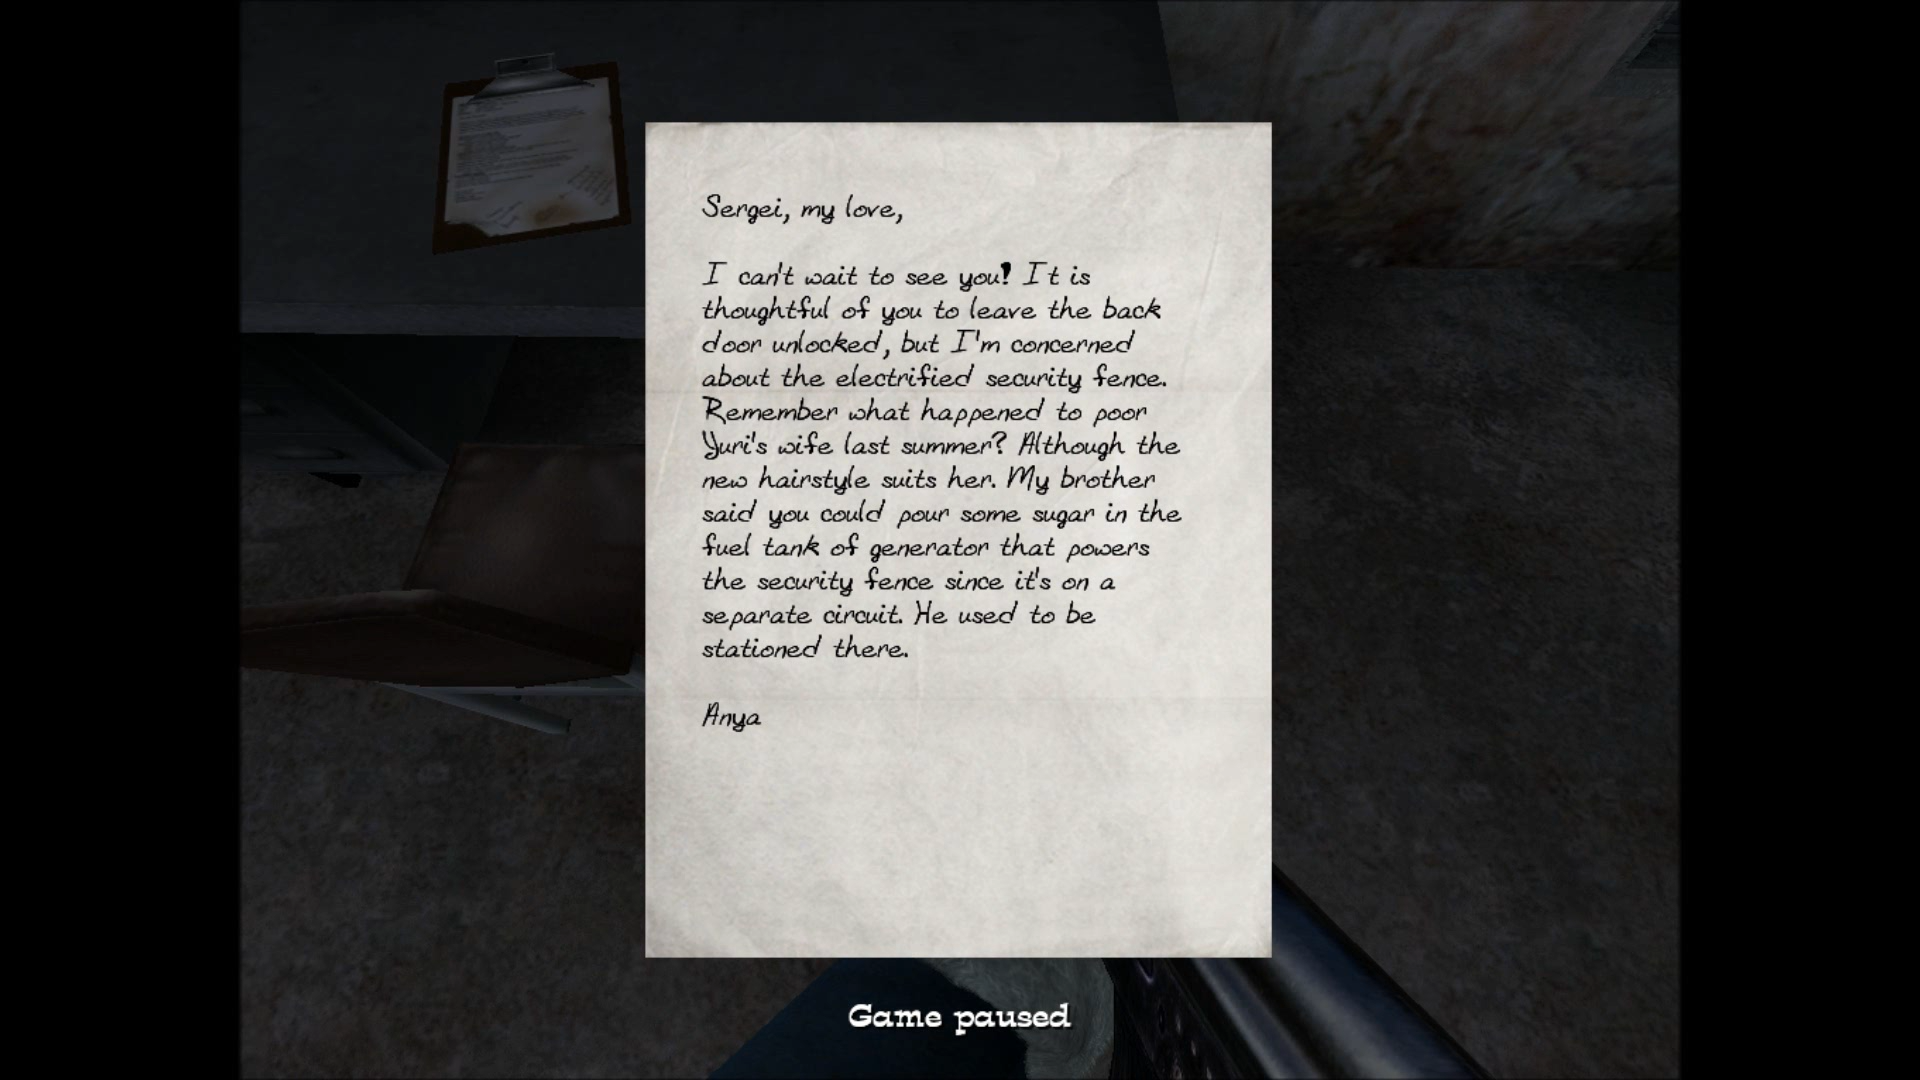 Sergei, my love,
I can't wait to see you! It is
thoughtful of you to leave the back
door unlocked, but I'm concerned
about the electrified security fence.
Remember what happened to poor
Yuri's wife last summer? Although the
new hairstyle suits her. My brother
said you could pour some sugar in the
fuel tank of generator that powers
the security fence since it's on a
separate circuit. He used to be
stationed there.
Anya
Game paused